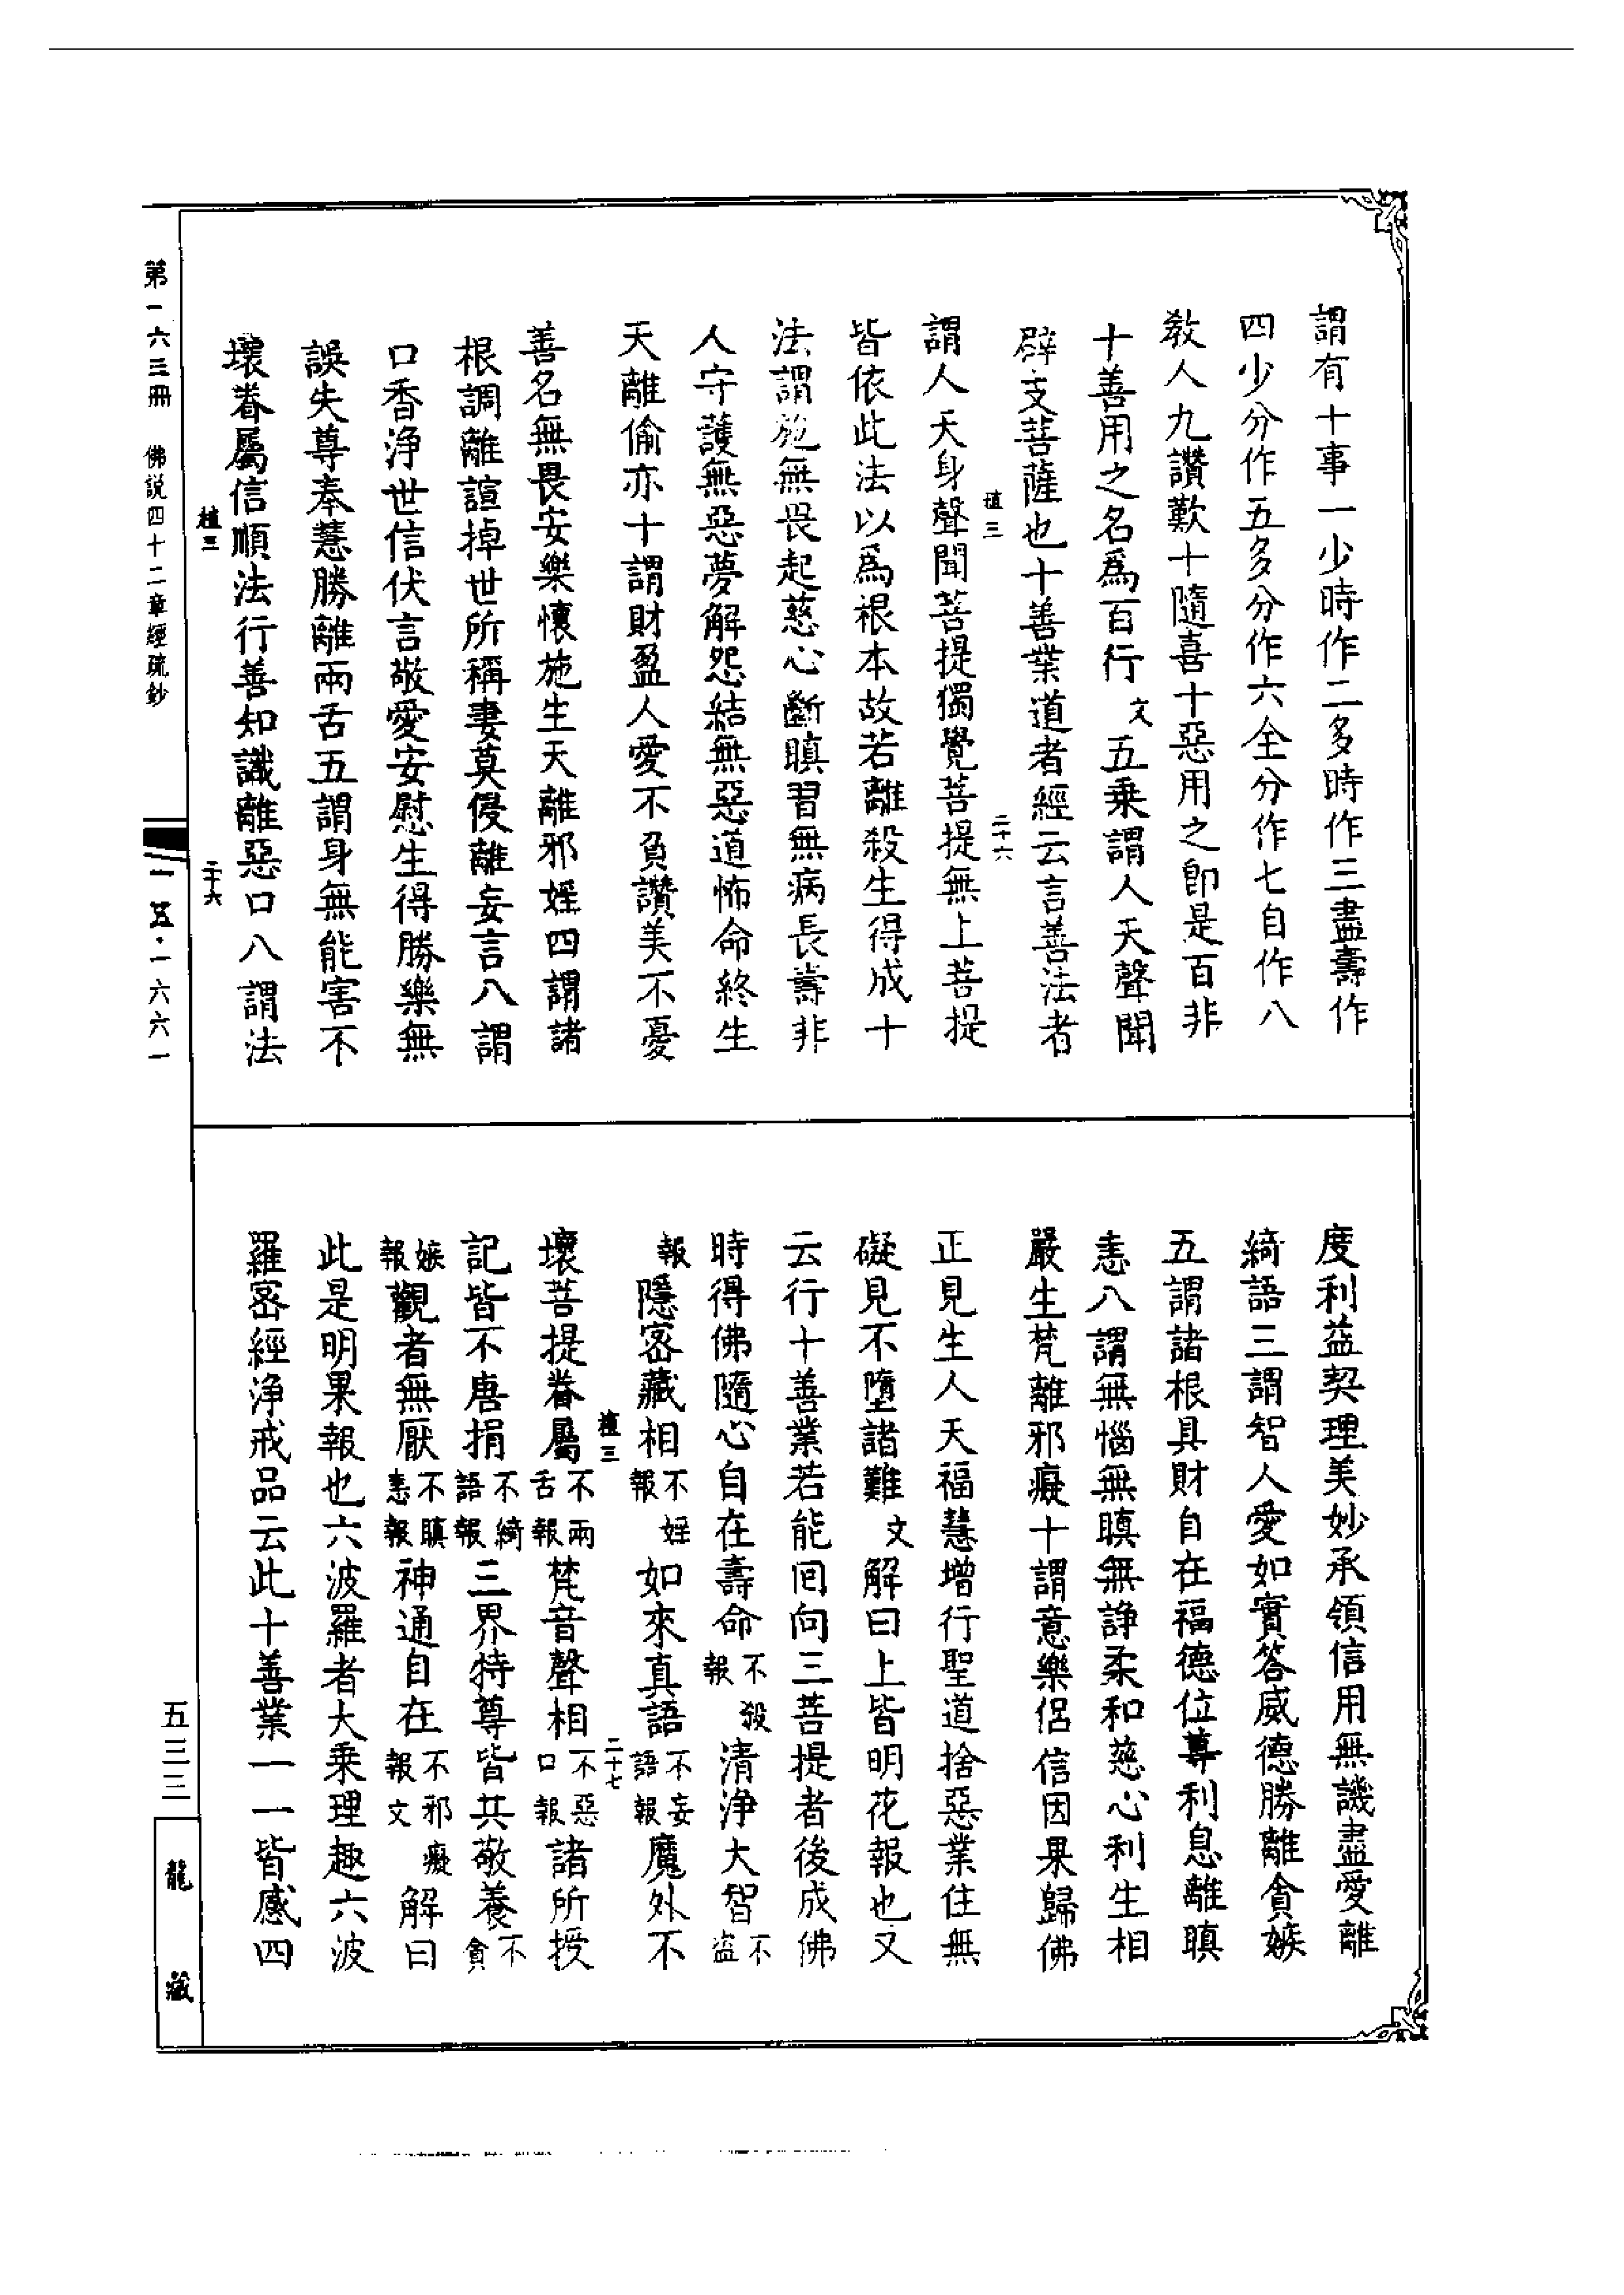 謂有十事一少時作二多時作三盡壽作
四少分作五多分作六全分作七自作八
教人九讚歎十隨喜十惡用之即是百非
十善用之名為百行文五乘謂人天聲聞
辟支菩薩也十善業道者經云言善法者
謂人天身聲聞菩提獨覺菩提無上菩提
皆依此法以為根本故若離殺生得成十
法謂施無畏起慈心斷瞋習無病長壽非
人守護無惡夢解怨結無惡道怖命終生
天離偷亦十謂財盈人愛不負讚美不憂
善名無畏安樂懷施生天離邪婬四謂諸
根調離諠掉世所稱妻莫侵離妄言八謂
口香淨世信伏言敬愛安慰生得勝樂無
誤失尊奉慧勝離兩舌五謂身無能害不
壞眷屬信順法行善知識離惡口八謂法
度利益契理美妙承領信用無譏盡愛離
綺語三謂智人愛如實答威德勝離貪嫉
五謂諸根具財自在福德位尊利息離瞋
恚八謂無惱無瞋無諍柔和慈心利生相
嚴生梵離邪癡十謂意樂侶信因果歸佛
正見生人天福慧增行聖道捨惡業住無
礙見不墮諸難文解曰上皆明花報也又
云行十善業若能回向三菩提者後成佛
時得佛隨心自在壽命不殺報清淨大智不盜
報隱密藏相不婬報如來真語不妄語報魔外不
壞菩提眷屬不兩舌報梵音聲相不惡口報諸所授
記皆不唐捐不綺語報三界特尊皆共敬養不貪
嫉報觀者無厭不瞋恚報神通自在不邪癡報文解曰
此是明果報也六波羅者大乘理趣六波
羅密經淨戒品云此十善業一一皆感四
植三
二十六
植三
二十七
植三
二十六
第一六三冊 佛説四十二章經疏鈔
一五·一六六一
五三三
龍藏